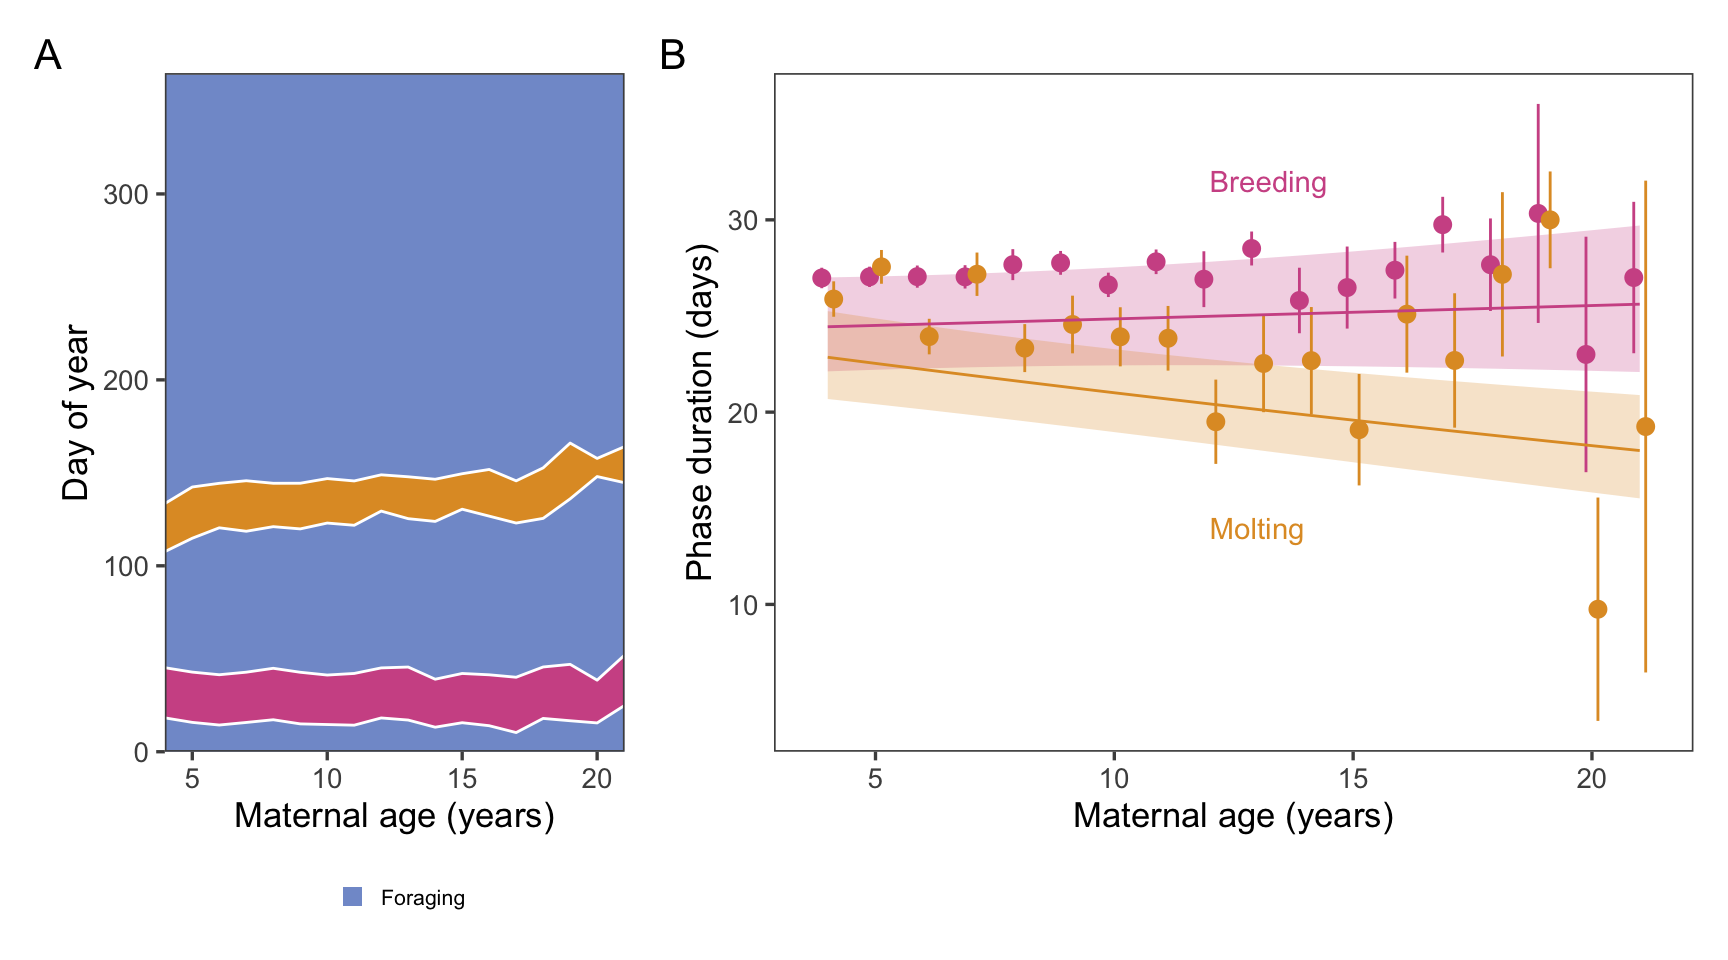 A
B
300
200
100
0
5
10
15
20
Day of year
Maternal age (years)
Foraging
30
20
10
5
10
15
20
Phase duration (days)
Maternal age (years)
Breeding
Molting